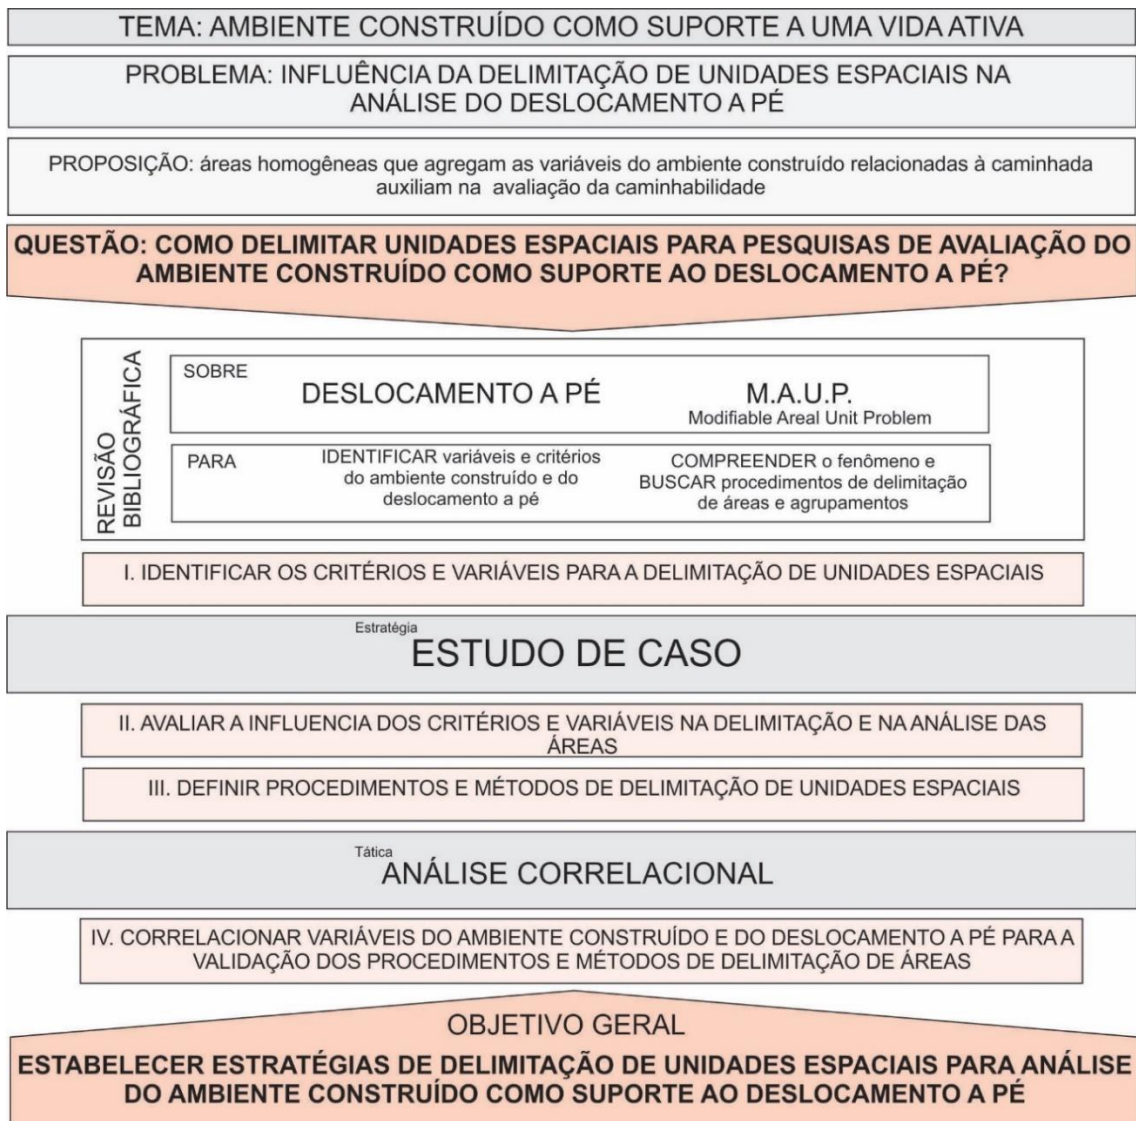 TEMA: AMBIENTE CONSTRUÍDO COMO SUPORTE A UMA VIDA ATIVA
PROBLEMA: INFLUÊNCIA DA DELIMITAÇÃO DE UNIDADES ESPACIAIS NA
ANÁLISE DO DESLOCAMENTO A PÉ
PROPOSIÇÃO: áreas homogêneas que agregam as variáveis do ambiente construído relacionadas à caminhada
auxiliam na avaliação da caminhabilidade
QUESTÃO: COMO DELIMITAR UNIDADES ESPACIAIS PARA PESQUISAS DE AVALIAÇÃO DO
AMBIENTE CONSTRUÍDO COMO SUPORTE AO DESLOCAMENTO A PÉ?
REVISÃO
BIBLIOGRÁFICA
SOBRE
DESLOCAMENTO A PÉ
M.A.U.P.
Modifiable Areal Unit Problem
PARA
IDENTIFICAR variáveis e critérios
do ambiente construído e do
deslocamento a pé
COMPREENDER o fenômeno e
BUSCAR procedimentos de delimitação
de áreas e agrupamentos
I. IDENTIFICAR OS CRITÉRIOS E VARIÁVEIS PARA A DELIMITAÇÃO DE UNIDADES ESPACIAIS
Estratégia
ESTUDO DE CASO
II. AVALIAR A INFLUENCIA DOS CRITÉRIOS E VARIÁVEIS NA DELIMITAÇÃO E NA ANÁLISE DAS
ÁREAS
III. DEFINIR PROCEDIMENTOS E MÉTODOS DE DELIMITAÇÃO DE UNIDADES ESPACIAIS
Tática
ANÁLISE CORRELACIONAL
IV. CORRELACIONAR VARIÁVEIS DO AMBIENTE CONSTRUÍDO E DO DESLOCAMENTO A PÉ PARA A
VALIDAÇÃO DOS PROCEDIMENTOS E MÉTODOS DE DELIMITAÇÃO DE ÁREAS
OBJETIVO GERAL
ESTABELECER ESTRATÉGIAS DE DELIMITAÇÃO DE UNIDADES ESPACIAIS PARA ANÁLISE
DO AMBIENTE CONSTRUÍDO COMO SUPORTE AO DESLOCAMENTO A PÉ